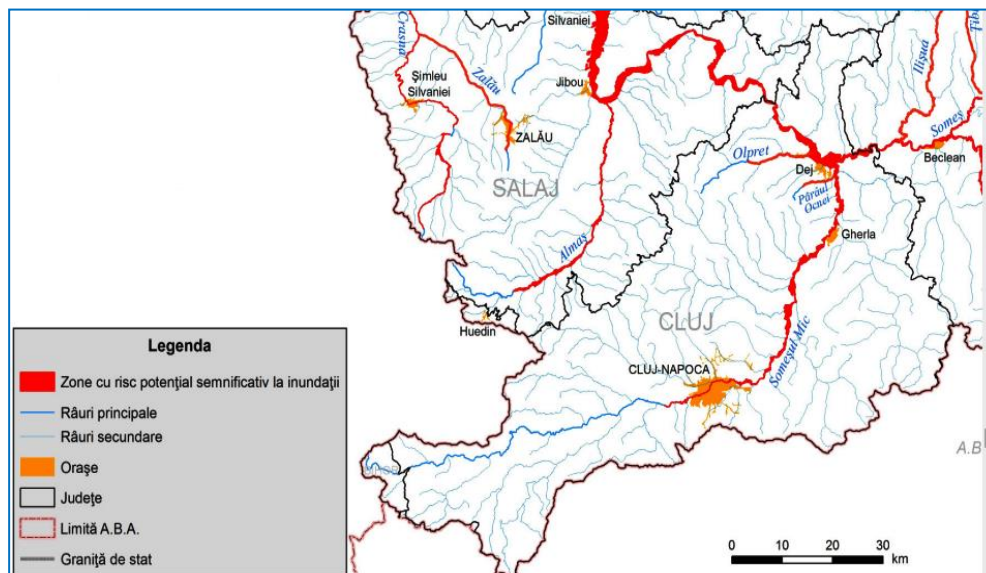 Silvaniei
Crasna
Zalău
Șimleu
Silvaniei
Jibou
ZALĂU
SALAJ
Almaș
Huedin
Ilișua
Someș
Beclean
Olpret
Dej
Pârâul
Ocnei
Gherla
CLUJ
CLUJ-NAPOCA
Someșul Mic
A.B
Legenda
Zone cu risc potențial semnificativ la inundații
Râuri principale
Râuri secundare
Orașe
Județe
Limită A.B.A.
Graniță de stat
0 5 10 20 30
km